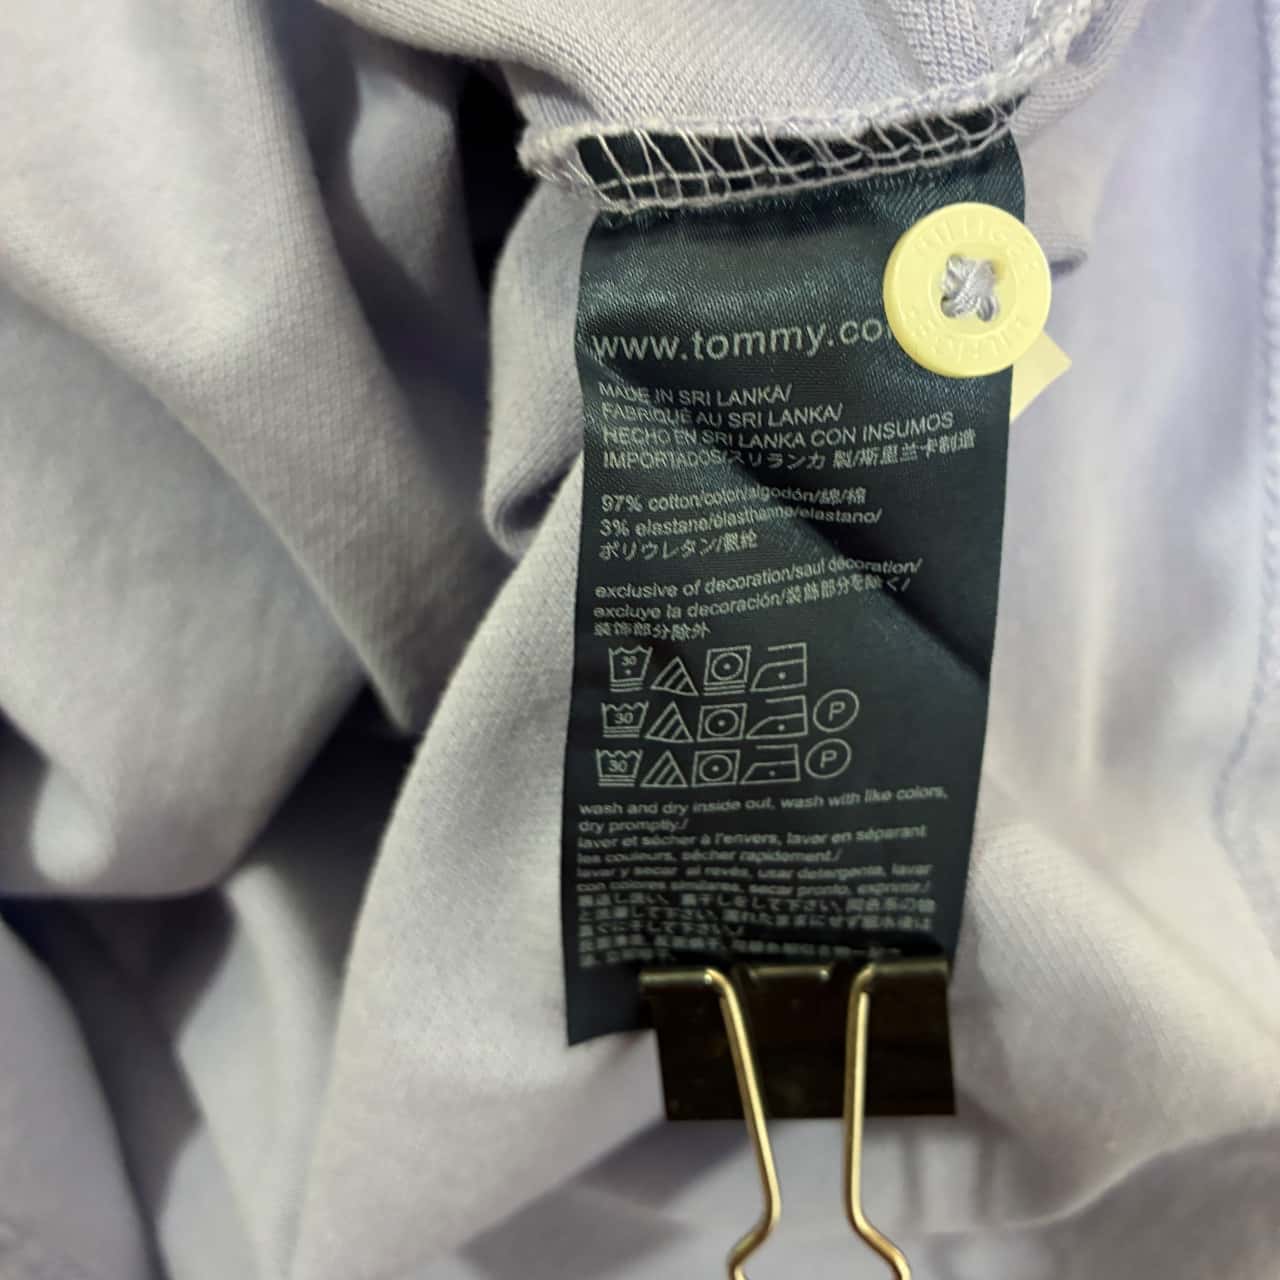 www.tommy.co
HILFIGER
MADE IN SRI LANKA/
FABRIQUÉ AU SRI LANKA/
HECHO EN SRI LANKA CON INSUMOS
IMPORTADOS/スリランカ 製/斯里兰卡制造
97% cotton/coton/algodón/綿/棉
3% elastane/élasthanne/elastano/
ポリウレタン/氨纶
exclusive of decoration/sauf décoration/
excluye la decoración/装飾部分を除く/
装饰部分除外
30
30 P
30 P
wash and dry inside out, wash with like colors,
dry promptly./
laver et sécher à l'envers, laver en séparant
les couleurs, sécher rapidement./
lavar y secar al revés, usar detergente, lavar
con colores similares, secar pronto, exprimir./